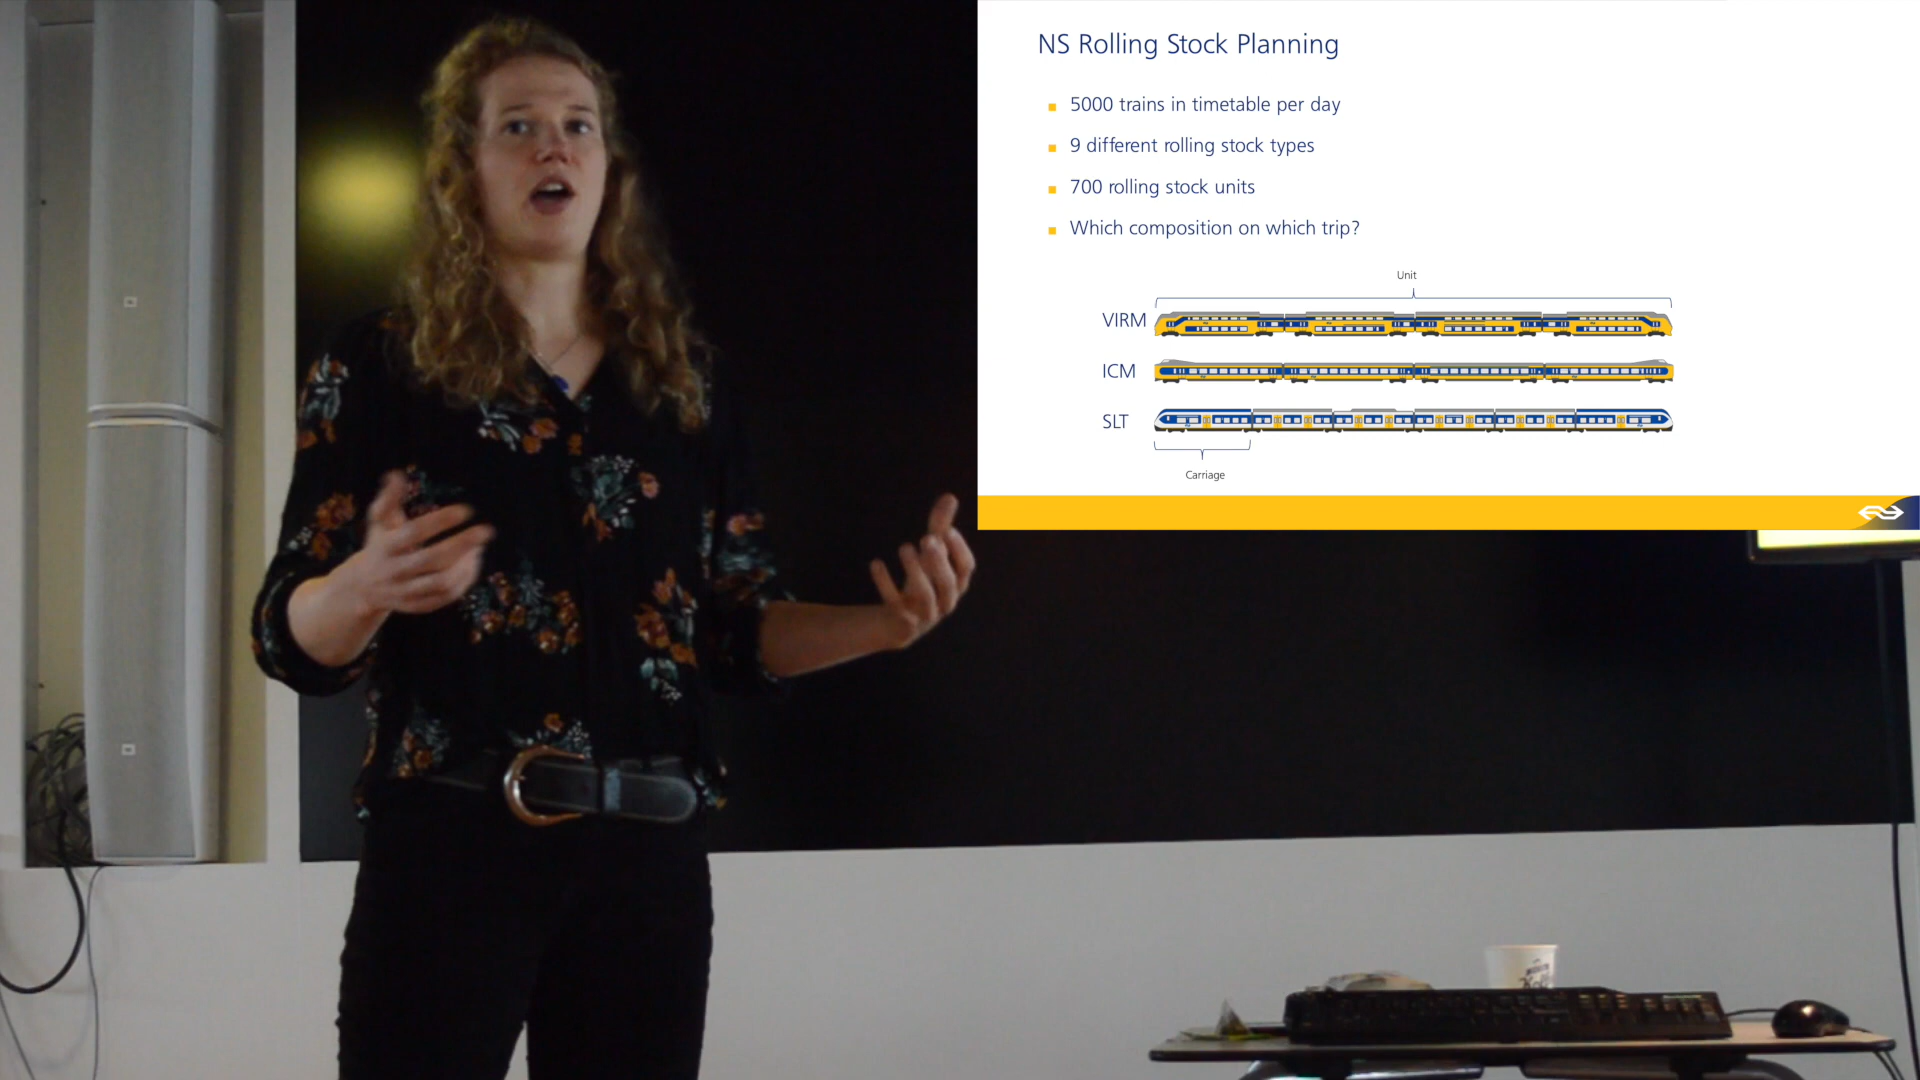 NS Rolling Stock Planning
5000 trains in timetable per day
9 different rolling stock types
700 rolling stock units
Which composition on which trip?
Unit
VIRM
ICM
SLT
Carriage